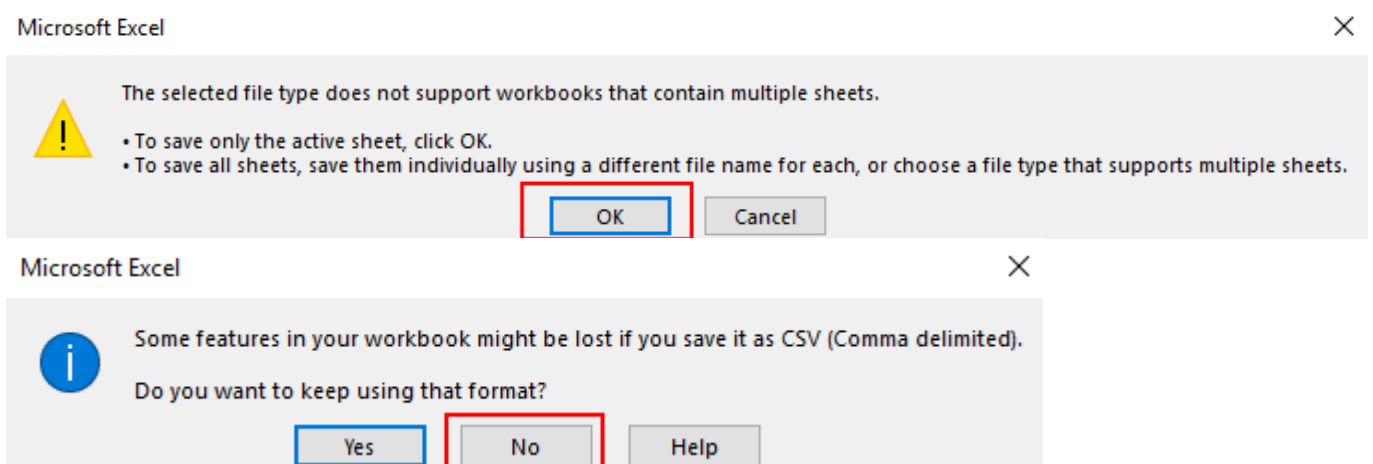 Microsoft Excel
The selected file type does not support workbooks that contain multiple sheets.
• To save only the active sheet, click OK.
• To save all sheets, save them individually using a different file name for each, or choose a file type that supports multiple sheets.
OK Cancel
Microsoft Excel
Some features in your workbook might be lost if you save it as CSV (Comma delimited).
Do you want to keep using that format?
Yes No Help